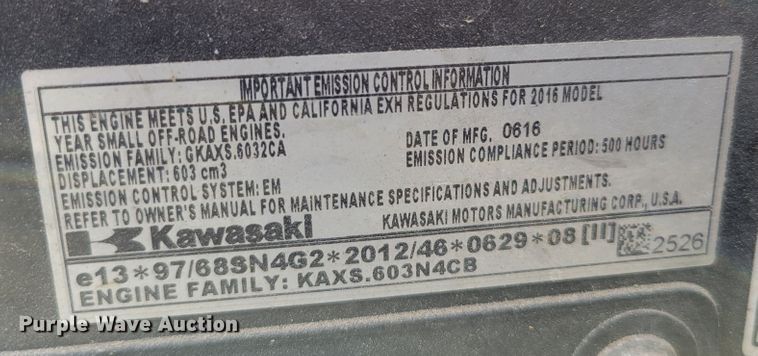 IMPORTANT EMISSION CONTROL INFORMATION
THIS ENGINE MEETS U.S. EPA AND CALIFORNIA EXH REGULATIONS FOR 2016 MODEL
YEAR SMALL OFF-ROAD ENGINES.
EMISSION FAMILY: GKAXS.6032CA
DATE OF MFG. 0616
DISPLACEMENT: 603 cm3
EMISSION COMPLIANCE PERIOD: 500 HOURS
EMISSION CONTROL SYSTEM: EM
REFER TO OWNER'S MANUAL FOR MAINTENANCE SPECIFICATIONS AND ADJUSTMENTS.
Kawasaki KAWASAKI MOTORS MANUFACTURING CORP., U.S.A.
e13*97/68SN4G2*2012/46*0629*08 [II] 2526
ENGINE FAMILY: KAXS.603N4CB
Purple Wave Auction